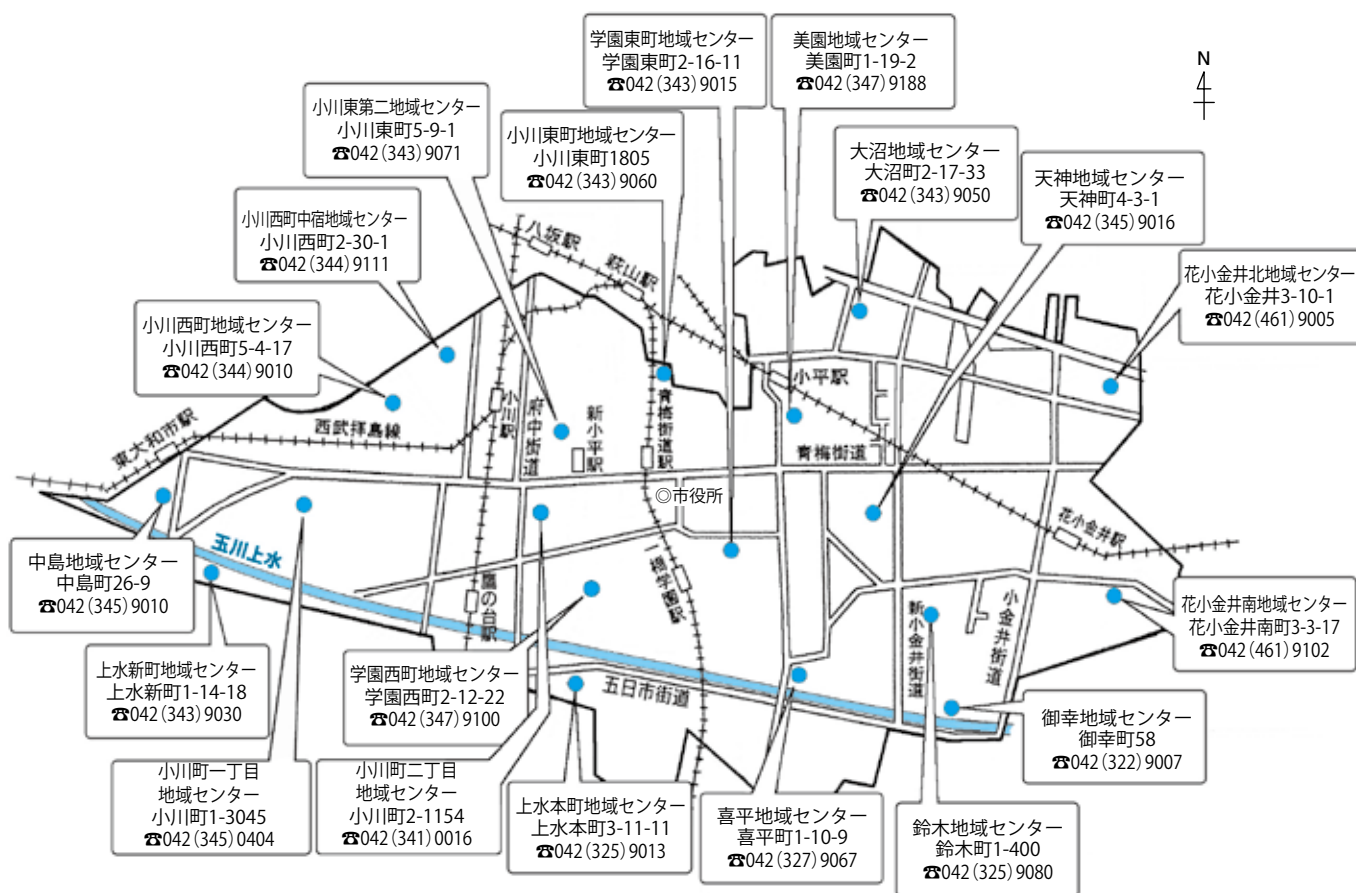 学園東町地域センター
学園東町2-16-11
☎042(343)9015
美園地域センター
美園町1-19-2
☎042(347)9188
N
小川東第二地域センター
小川東町5-9-1
☎042(343)9071
小川東町地域センター
小川東町1805
☎042(343)9060
大沼地域センター
大沼町2-17-33
☎042(343)9050
天神地域センター
天神町4-3-1
☎042(345)9016
小川西町中宿地域センター
小川西町2-30-1
☎042(344)9111
花小金井北地域センター
花小金井3-10-1
☎042(461)9005
小川西町地域センター
小川西町5-4-17
☎042(344)9010
八坂駅
萩山駅
小平駅
東大和市駅
西武拝島線
小川駅
府中街道
新小平駅
青梅街道駅
青梅街道
◎市役所
花小金井駅
玉川上水
鷹の台駅
一橋学園駅
五日市街道
新小金井街道
小金井街道
中島地域センター
中島町26-9
☎042(345)9010
上水新町地域センター
上水新町1-14-18
☎042(343)9030
学園西町地域センター
学園西町2-12-22
☎042(347)9100
花小金井南地域センター
花小金井南町3-3-17
☎042(461)9102
御幸地域センター
御幸町58
☎042(322)9007
小川町一丁目
地域センター
小川町1-3045
☎042(345)0404
小川町二丁目
地域センター
小川町2-1154
☎042(341)0016
上水本町地域センター
上水本町3-11-11
☎042(325)9013
喜平地域センター
喜平町1-10-9
☎042(327)9067
鈴木地域センター
鈴木町1-400
☎042(325)9080